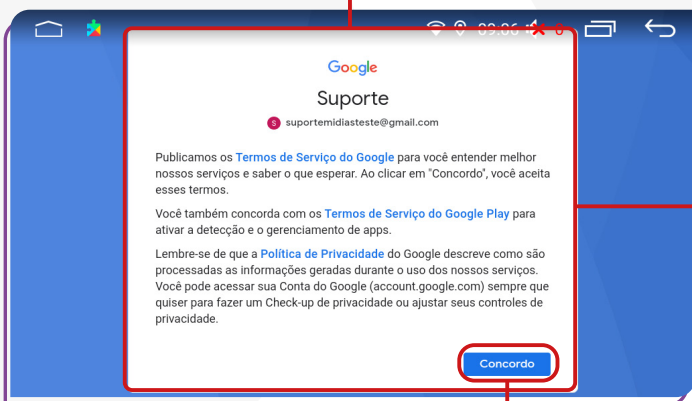 09:06 0
Google
Suporte
S suportemidiasteste@gmail.com
Publicamos os Termos de Serviço do Google para você entender melhor
nossos serviços e saber o que esperar. Ao clicar em "Concordo", você aceita
esses termos.
Você também concorda com os Termos de Serviço do Google Play para
ativar a detecção e o gerenciamento de apps.
Lembre-se de que a Política de Privacidade do Google descreve como são
processadas as informações geradas durante o uso dos nossos serviços.
Você pode acessar sua Conta do Google (account.google.com) sempre que
quiser para fazer um Check-up de privacidade ou ajustar seus controles de
privacidade.
Concordo